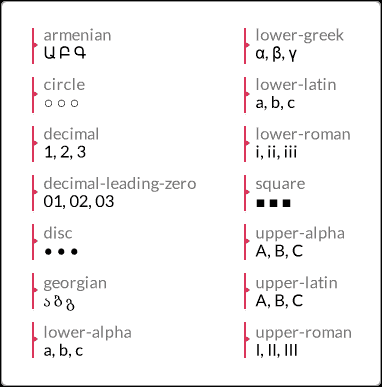 armenian
Ա Բ Գ
circle
○ ○ ○
decimal
1, 2, 3
decimal-leading-zero
01, 02, 03
disc
• • •
georgian
ა ბ გ
lower-alpha
a, b, c
lower-greek
α, β, γ
lower-latin
a, b, c
lower-roman
i, ii, iii
square
■ ■ ■
upper-alpha
A, B, C
upper-latin
A, B, C
upper-roman
I, II, III